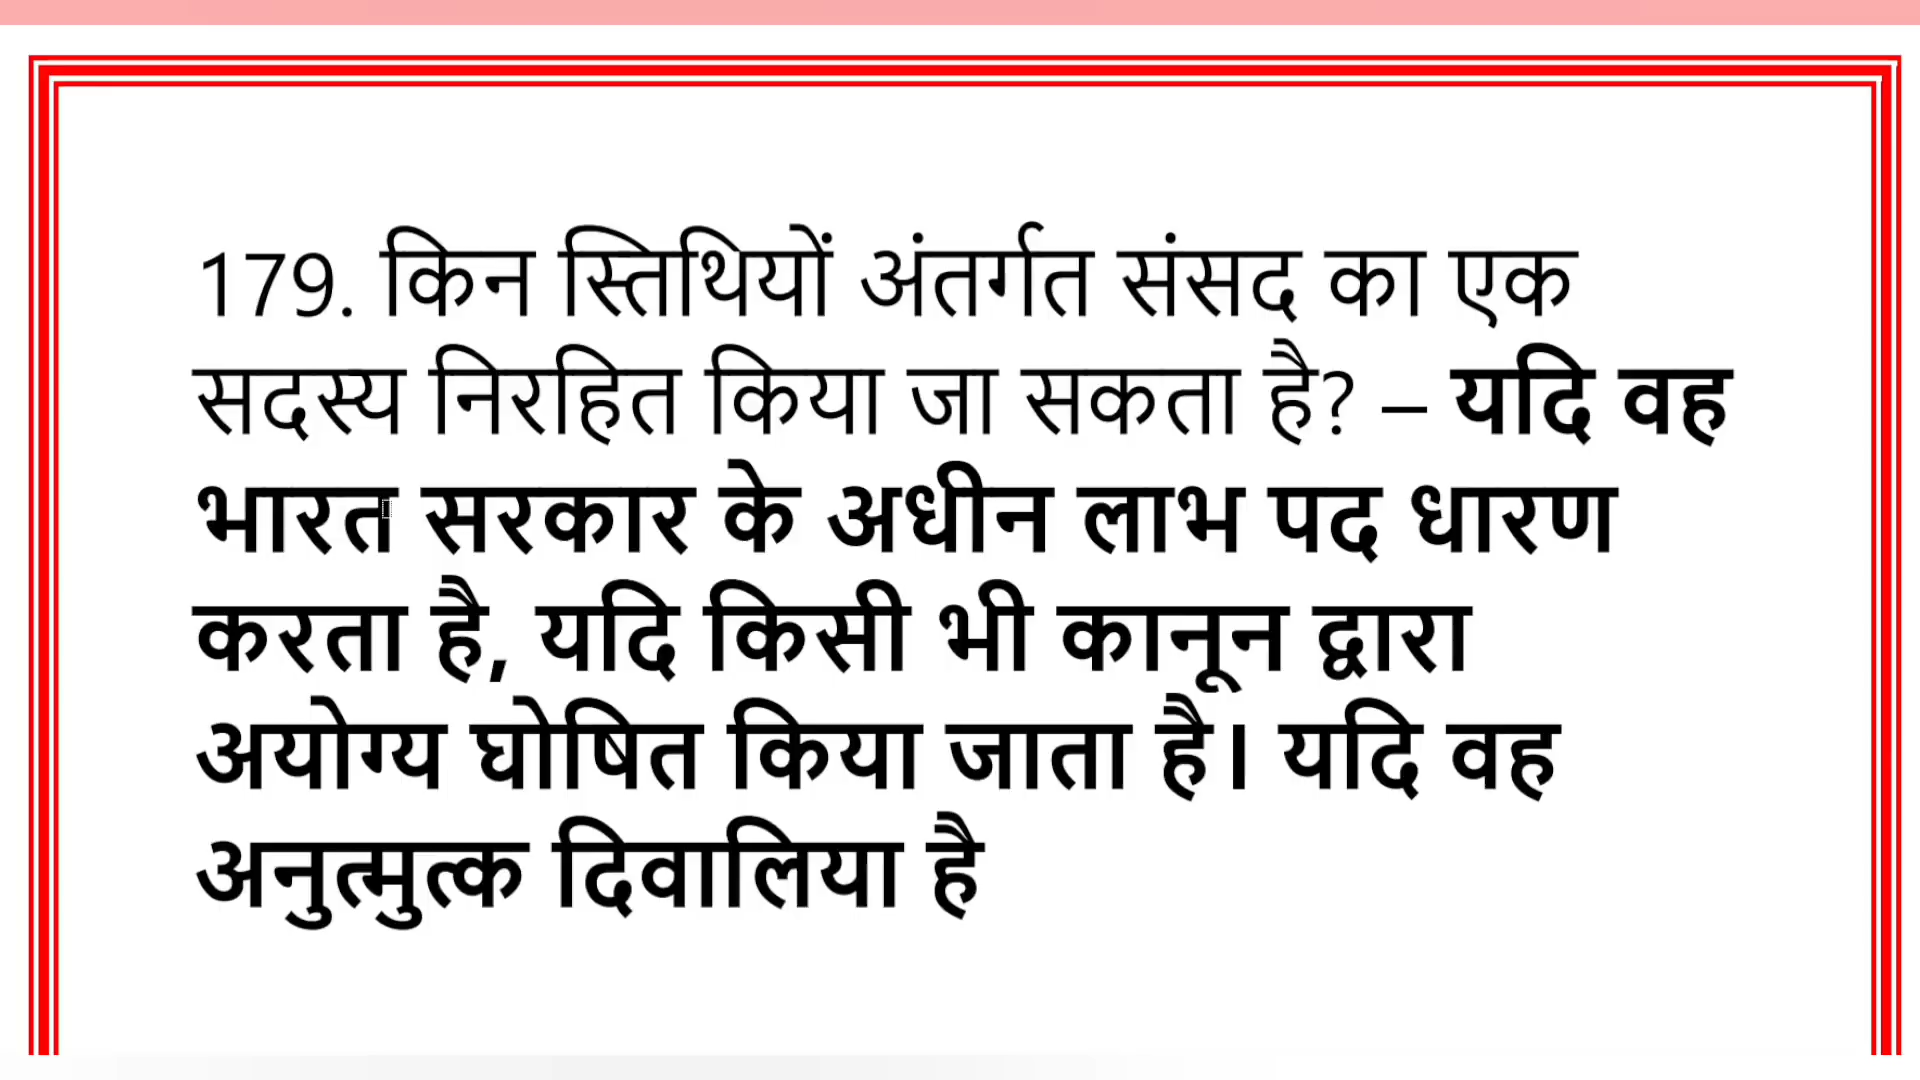 179. किन स्तिथियों अंतर्गत संसद का एक
सदस्य निरहित किया जा सकता है? – यदि वह
भारत सरकार के अधीन लाभ पद धारण
करता है, यदि किसी भी कानून द्वारा
अयोग्य घोषित किया जाता है। यदि वह
अनुत्मुत्क दिवालिया है